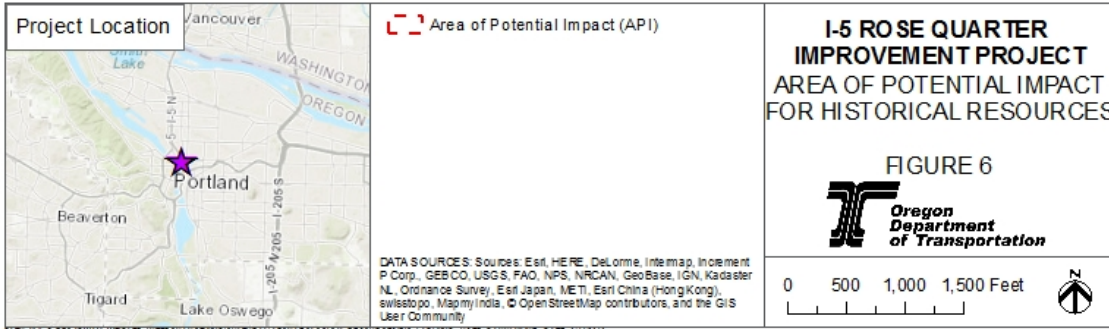 Project Location
Vancouver
Smith
Lake
WASHINGTON
OREGON
5—I-5 N
Portland
Beaverton
I-205 V205—I-205 S
Tigard
Lake Oswego
Area of Potential Impact (API)
DATA SOURCES: Sources: Esri, HERE, DeLorme, Intermap, Increment
P Corp., GEBCO, USGS, FAO, NPS, NRCAN, GeoBase, IGN, Kadaster
NL, Ordnance Survey, Esri Japan, METI, Esri China (Hong Kong),
swisstopo, MapmyIndia, © OpenStreetMap contributors, and the GIS
User Community
I-5 ROSE QUARTER
IMPROVEMENT PROJECT
AREA OF POTENTIAL IMPACT
FOR HISTORICAL RESOURCES
FIGURE 6
Oregon
Department
of Transportation
0 500 1,000 1,500 Feet
N